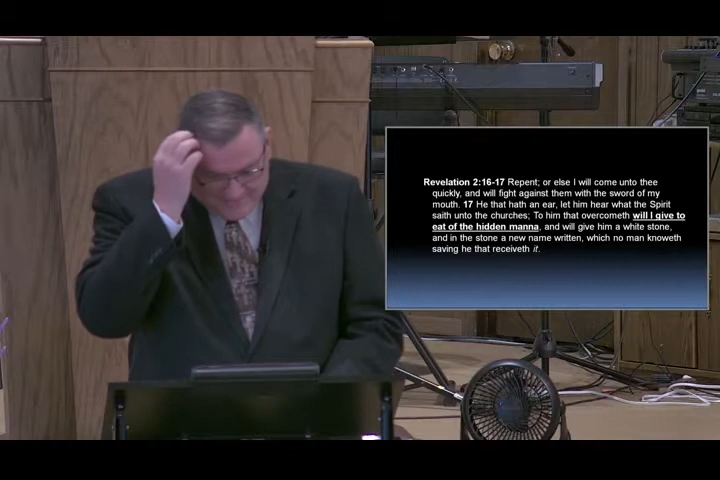 Revelation 2:16-17 Repent; or else I will come unto thee
quickly, and will fight against them with the sword of my
mouth. 17 He that hath an ear, let him hear what the Spirit
saith unto the churches; To him that overcometh will I give to
eat of the hidden manna, and will give him a white stone,
and in the stone a new name written, which no man knoweth
saving he that receiveth it.